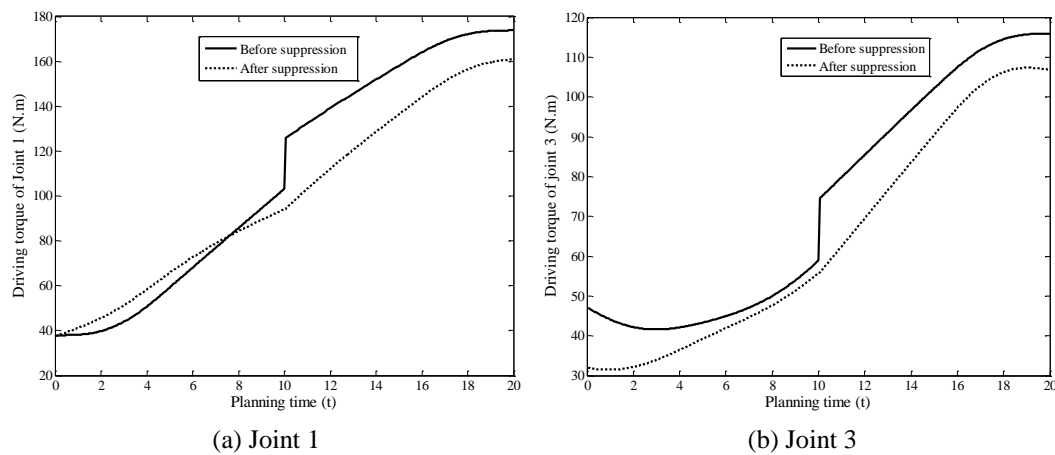 180
160
140
120
100
80
60
40
20
Driving torque of Joint 1 (N.m)
Before suppression
After suppression
0 2 4 6 8 10 12 14 16 18 20
Planning time (t)
(a) Joint 1
120
110
100
90
80
70
60
50
40
30
Driving torque of joint 3 (N.m)
Before suppression
After suppression
0 2 4 6 8 10 12 14 16 18 20
Planning time (t)
(b) Joint 3